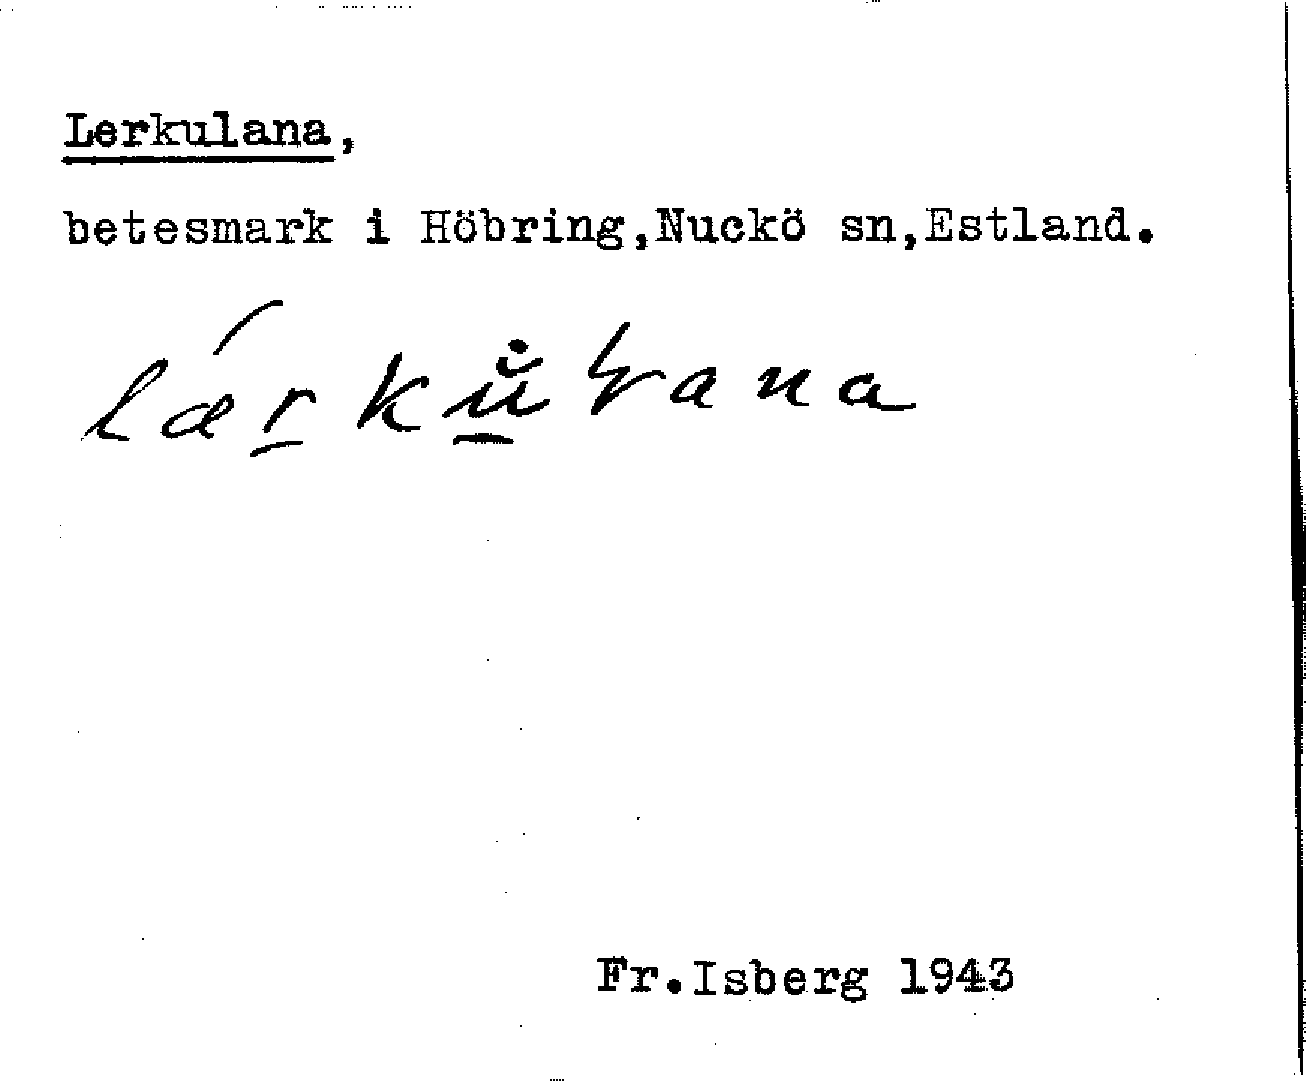 Lerkulana,
betesmark i Höbring,Nuckö sn,Estland.
Fr.Isberg 1943